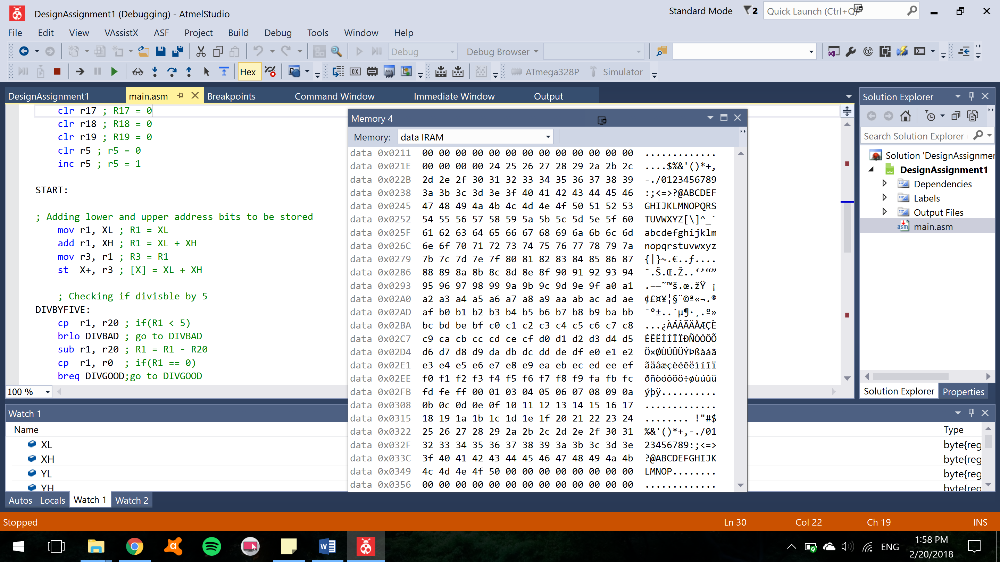 DesignAssignment1 (Debugging) - AtmelStudio
Standard Mode
2
Quick Launch (Ctrl+Q)
File Edit View VAssistX ASF Project Build Debug Tools Window Help
Debug
Debug Browser
Hex
ATmega328P
Simulator
DesignAssignment1
main.asm
Breakpoints
Command Window
Immediate Window
Output
clr r17 ; R17 = 0
clr r18 ; R18 = 0
clr r19 ; R19 = 0
clr r5 ; r5 = 0
inc r5 ; r5 = 1
START:
; Adding lower and upper address bits to be stored
mov r1, XL ; R1 = XL
add r1, XH ; R1 = XL + XH
mov r3, r1 ; R3 = R1
st X+, r3 ; [X] = XL + XH
; Checking if divisble by 5
DIVBYFIVE:
cp r1, r20 ; if(R1 < 5)
brlo DIVBAD ; go to DIVBAD
sub r1, r20 ; R1 = R1 - R20
cp r1, r0 ; if(R1 == 0)
breq DIVGOOD;go to DIVGOOD
100 %
Memory 4
Memory: data IRAM
data 0x0211 00 00 00 00 00 00 00 00 00 00 00 00 00 .............
data 0x021E 00 00 00 00 24 25 26 27 28 29 2a 2b 2c ....$%&'()*+,
data 0x022B 2d 2e 2f 30 31 32 33 34 35 36 37 38 39 -./0123456789
data 0x0238 3a 3b 3c 3d 3e 3f 40 41 42 43 44 45 46 :;<=>?@ABCDEF
data 0x0245 47 48 49 4a 4b 4c 4d 4e 4f 50 51 52 53 GHIJKLMNOPQRS
data 0x0252 54 55 56 57 58 59 5a 5b 5c 5d 5e 5f 60 TUVWXYZ[\]^_`
data 0x025F 61 62 63 64 65 66 67 68 69 6a 6b 6c 6d abcdefghijklm
data 0x026C 6e 6f 70 71 72 73 74 75 76 77 78 79 7a nopqrstuvwxyz
data 0x0279 7b 7c 7d 7e 7f 80 81 82 83 84 85 86 87 {|}~.€..ƒ....
data 0x0286 88 89 8a 8b 8c 8d 8e 8f 90 91 92 93 94 ˆ.Š.Œ.Ž..‘’“”
data 0x0293 95 96 97 98 99 9a 9b 9c 9d 9e 9f a0 a1 .–—˜™š.œ.žŸ ¡
data 0x02A0 a2 a3 a4 a5 a6 a7 a8 a9 aa ab ac ad ae ¢£¤¥¦§¨©ª«¬.®
data 0x02AD af b0 b1 b2 b3 b4 b5 b6 b7 b8 b9 ba bb ¯°±..´µ¶·¸.º»
data 0x02BA bc bd be bf c0 c1 c2 c3 c4 c5 c6 c7 c8 ...¿ÀÁÂÃÄÅÆÇÈ
data 0x02C7 c9 ca cb cc cd ce cf d0 d1 d2 d3 d4 d5 ÉÊËÌÍÎÏÐÑÒÓÔÕ
data 0x02D4 d6 d7 d8 d9 da db dc dd de df e0 e1 e2 Ö×ØÙÚÛÜÝÞßàáâ
data 0x02E1 e3 e4 e5 e6 e7 e8 e9 ea eb ec ed ee ef ãäåæçèéêëìíîï
data 0x02EE f0 f1 f2 f3 f4 f5 f6 f7 f8 f9 fa fb fc ðñòóôõö÷øùúûü
data 0x02FB fd fe ff 00 01 03 04 05 06 07 08 09 0a ýþÿ..........
data 0x0308 0b 0c 0d 0e 0f 10 11 12 13 14 15 16 17 .............
data 0x0315 18 19 1a 1b 1c 1d 1e 1f 20 21 22 23 24 ........ !"#$
data 0x0322 25 26 27 28 29 2a 2b 2c 2d 2e 2f 30 31 %&'()*+,-./01
data 0x032F 32 33 34 35 36 37 38 39 3a 3b 3c 3d 3e 23456789:;<=>
data 0x033C 3f 40 41 42 43 44 45 46 47 48 49 4a 4b ?@ABCDEFGHIJK
data 0x0349 4c 4d 4e 4f 50 00 00 00 00 00 00 00 00 LMNOP........
data 0x0356 00 00 00 00 00 00 00 00 00 00 00 00 00 .............
Solution Explorer
Search Solution Explorer (
Solution 'DesignAssignmer
DesignAssignment1
Dependencies
Labels
Output Files
main.asm
Solution Explorer Properties
Watch 1
Name
Type
XL byte{reg
XH byte{reg
YL byte{reg
YH byte{reg
Autos Locals Watch 1 Watch 2
Stopped
Ln 30 Col 22 Ch 19 INS
ENG
1:58 PM
2/20/2018